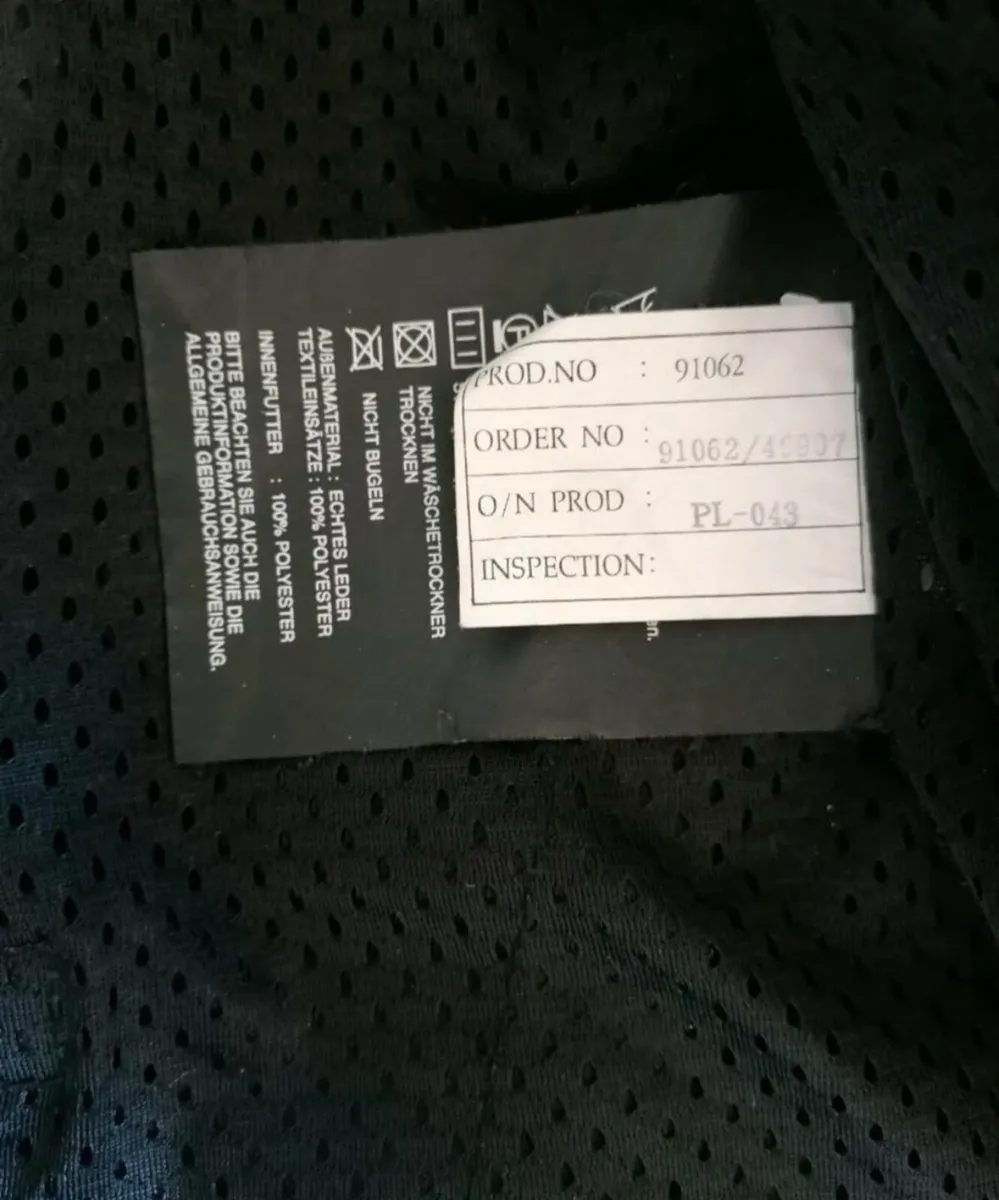 PROD.NO : 91062
ORDER NO :
O/N PROD : PL-043
INSPECTION:
NICHT IM WÄSCHETROCKNER
TROCKNEN
NICHT BUGELN
AUßENMATERIAL : ECHTES LEDER
TEXTILEINSÄTZE : 100% POLYESTER
INNENFUTTER : 100% POLYESTER
BITTE BEACHTEN SIE AUCH DIE
PRODUKTINFORMATION SOWIE DIE
ALLGEMEINE GEBRAUCHSANWEISUNG.